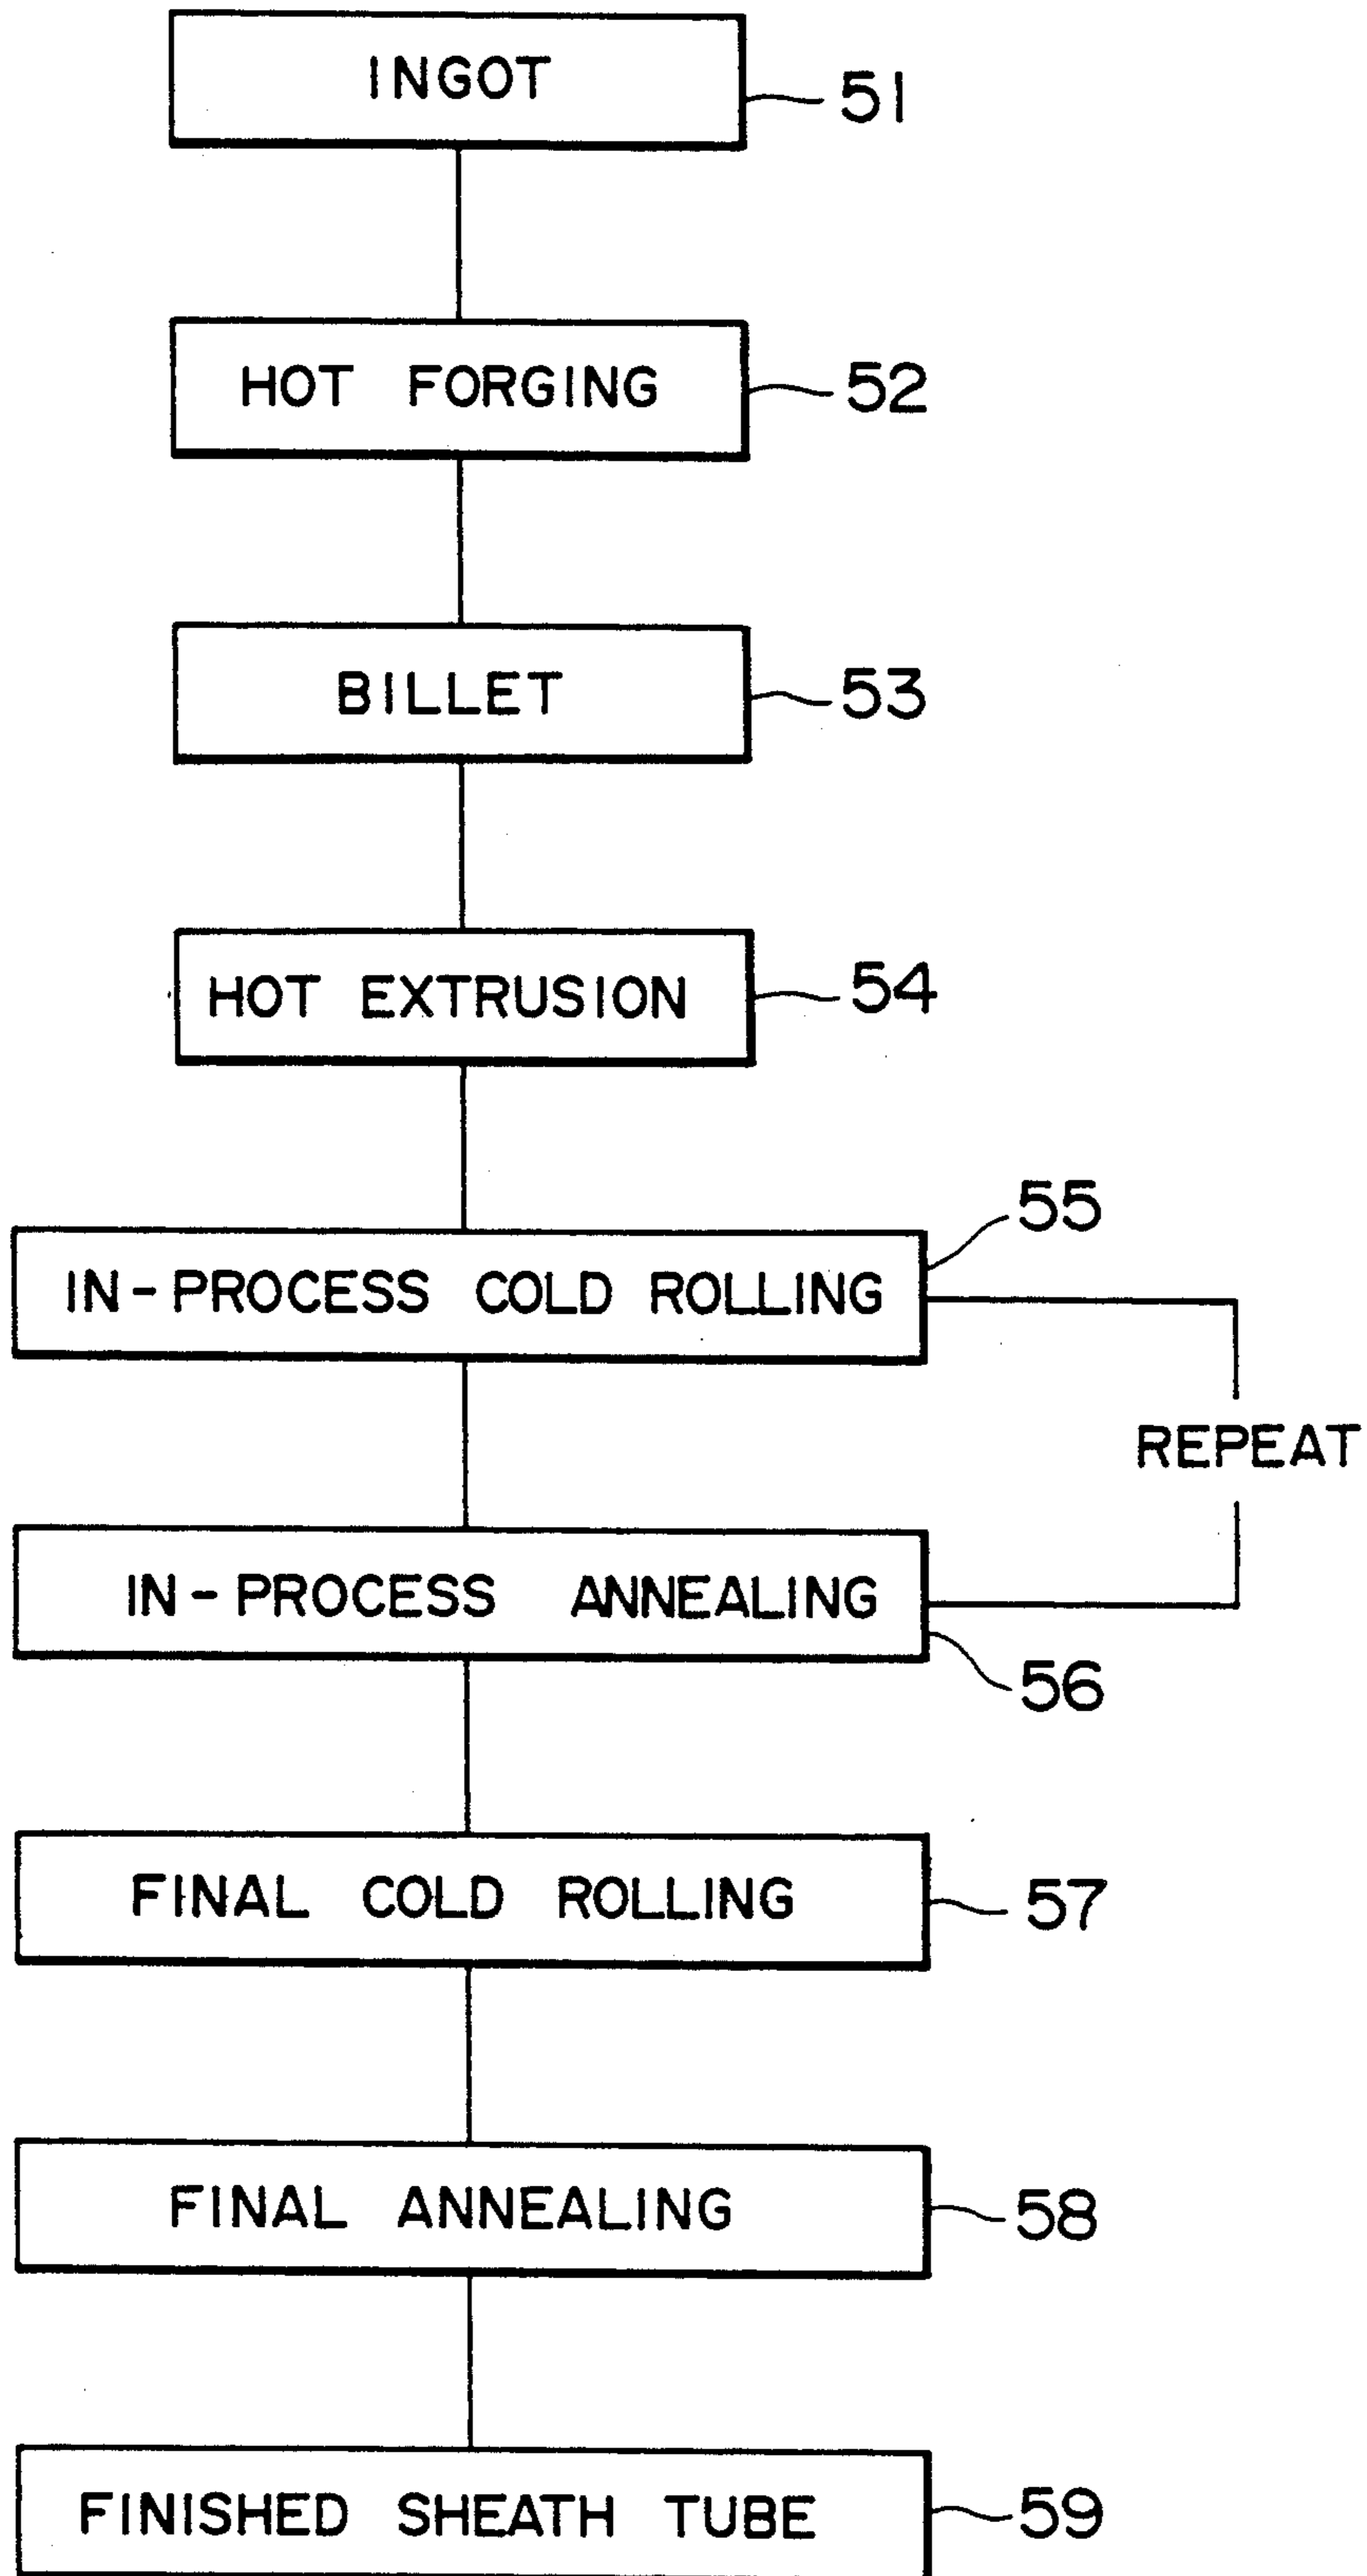 INGOT
51
HOT FORGING
52
BILLET
53
HOT EXTRUSION
54
55
IN-PROCESS COLD ROLLING
REPEAT
IN-PROCESS ANNEALING
56
FINAL COLD ROLLING
57
FINAL ANNEALING
58
FINISHED SHEATH TUBE
59